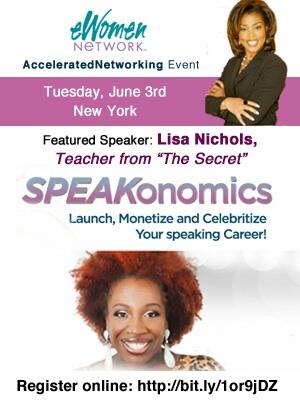 eWomen
NETWORK™
AcceleratedNetworking Event
Tuesday, June 3rd
New York
Featured Speaker: Lisa Nichols,
Teacher from "The Secret"
SPEAKonomics
Launch, Monetize and Celebritize
Your speaking Career!
Register online: http://bit.ly/1or9jDZ